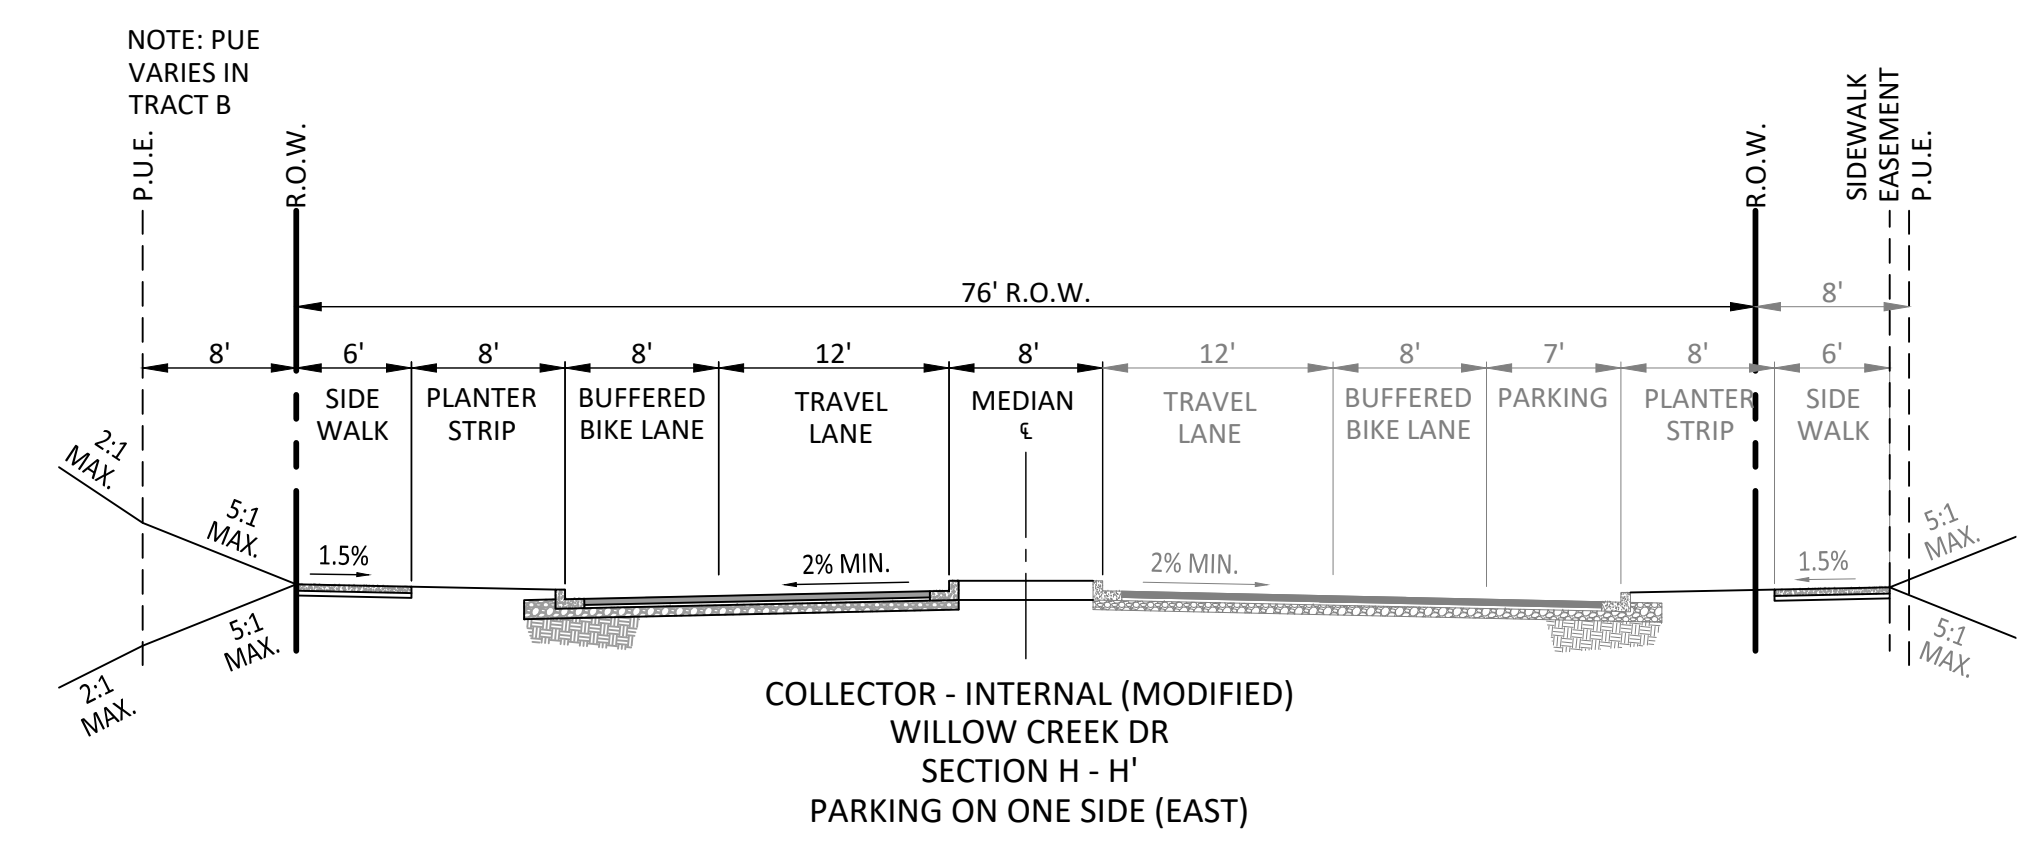 NOTE: PUE
VARIES IN
TRACT B
P.U.E.
R.O.W.
R.O.W.
SIDEWALK
EASEMENT
P.U.E.
76' R.O.W.
8'
8'
6'
8'
8'
12'
8'
12'
8'
7'
8'
6'
SIDE
WALK
PLANTER
STRIP
BUFFERED
BIKE LANE
TRAVEL
LANE
MEDIAN
℄
TRAVEL
LANE
BUFFERED
BIKE LANE
PARKING
PLANTER
STRIP
SIDE
WALK
2:1
MAX.
5:1
MAX.
1.5%
2% MIN.
2% MIN.
1.5%
5:1
MAX.
5:1
MAX.
2:1
MAX.
5:1
MAX.
COLLECTOR - INTERNAL (MODIFIED)
WILLOW CREEK DR
SECTION H - H'
PARKING ON ONE SIDE (EAST)